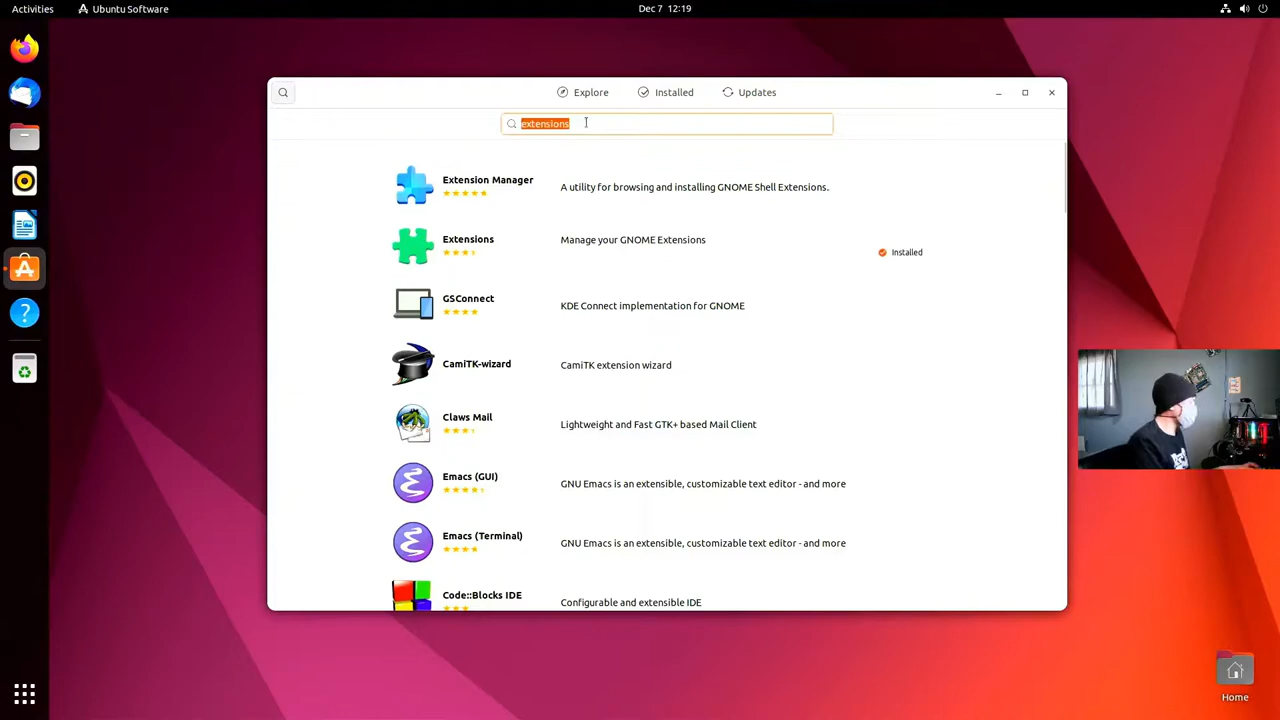 Activities
Ubuntu Software
Dec 7 12:19
Explore
Installed
Updates
extensions
Extension Manager
A utility for browsing and installing GNOME Shell Extensions.
Extensions
Manage your GNOME Extensions
Installed
GSConnect
KDE Connect implementation for GNOME
CamiTK-wizard
CamiTK extension wizard
Claws Mail
Lightweight and Fast GTK+ based Mail Client
Emacs (GUI)
GNU Emacs is an extensible, customizable text editor - and more
Emacs (Terminal)
GNU Emacs is an extensible, customizable text editor - and more
Code::Blocks IDE
Configurable and extensible IDE
Home